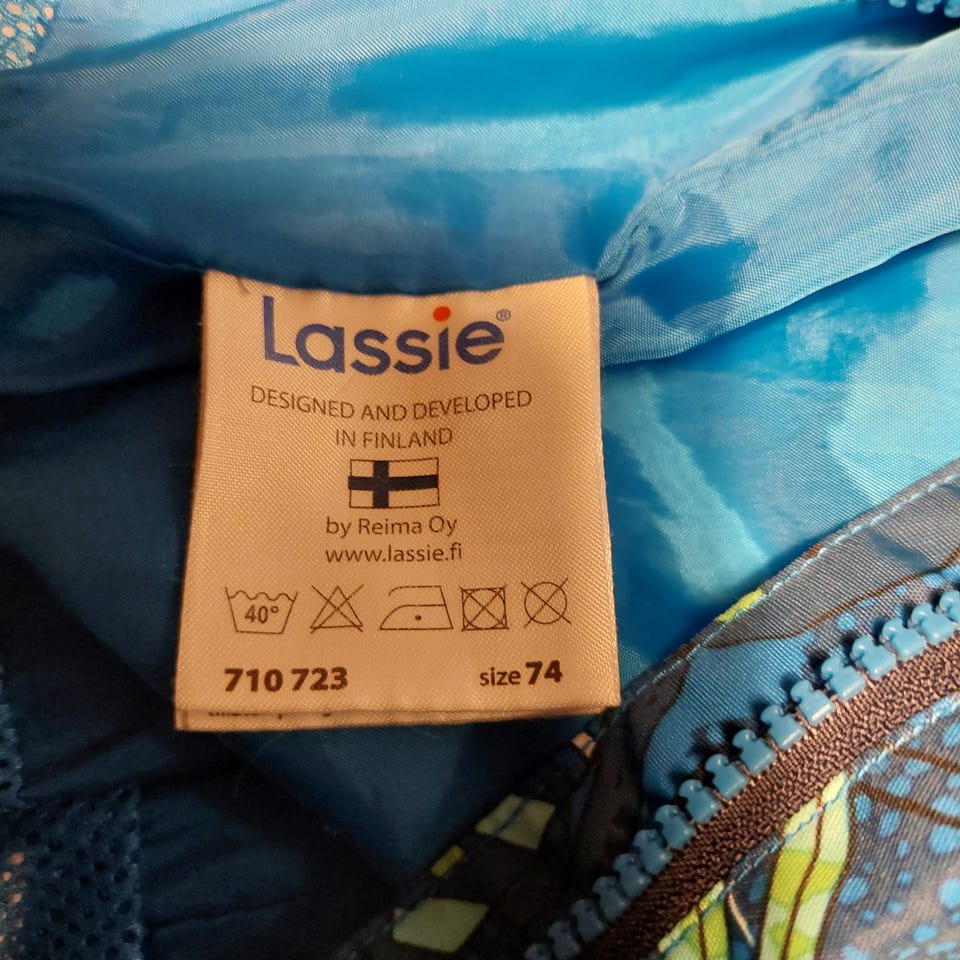 Lassie®
DESIGNED AND DEVELOPED
IN FINLAND
by Reima Oy
www.lassie.fi
40°
710 723
size 74